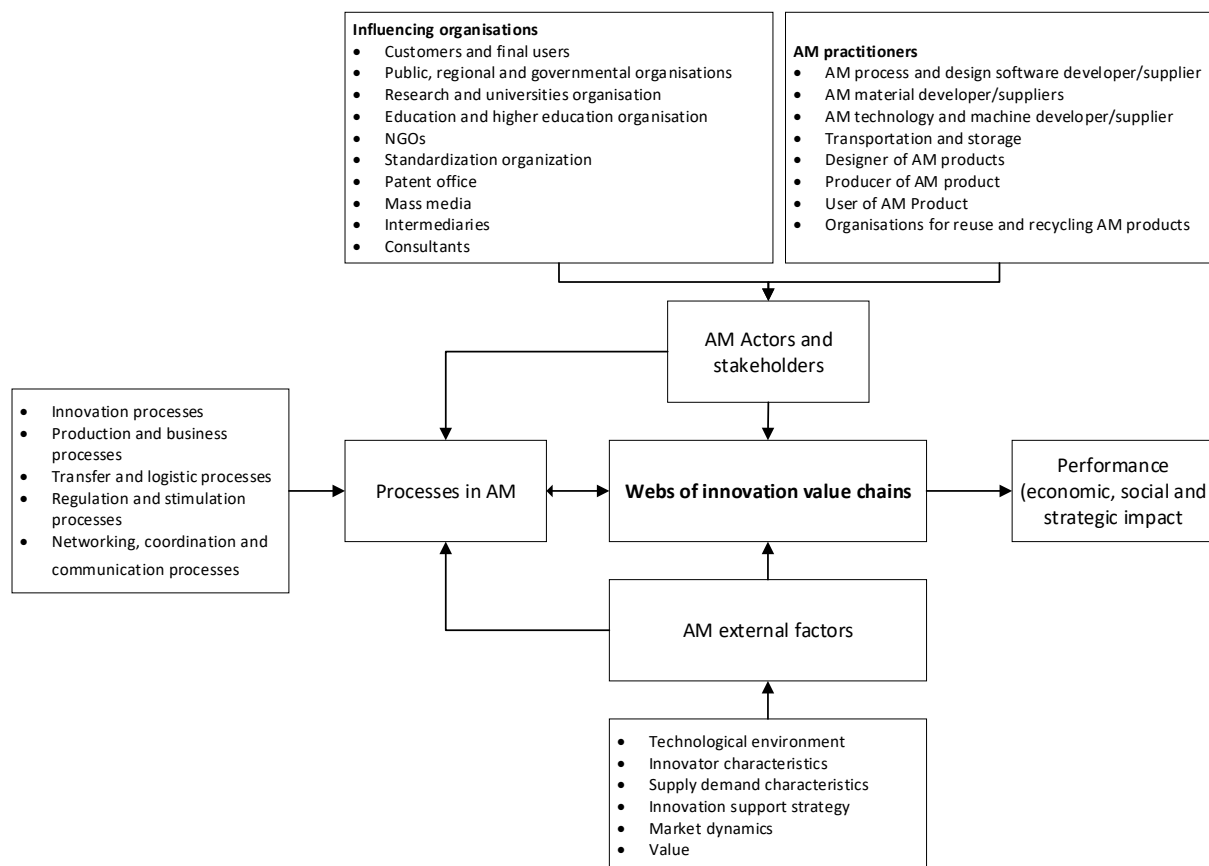 Influencing organisations
• Customers and final users
• Public, regional and governmental organisations
• Research and universities organisation
• Education and higher education organisation
• NGOs
• Standardization organization
• Patent office
• Mass media
• Intermediaries
• Consultants
AM practitioners
• AM process and design software developer/supplier
• AM material developer/suppliers
• AM technology and machine developer/supplier
• Transportation and storage
• Designer of AM products
• Producer of AM product
• User of AM Product
• Organisations for reuse and recycling AM products
AM Actors and
stakeholders
• Innovation processes
• Production and business
processes
• Transfer and logistic processes
• Regulation and stimulation
processes
• Networking, coordination and
communication processes
Processes in AM
Webs of innovation value chains
Performance
(economic, social and
strategic impact
AM external factors
• Technological environment
• Innovator characteristics
• Supply demand characteristics
• Innovation support strategy
• Market dynamics
• Value